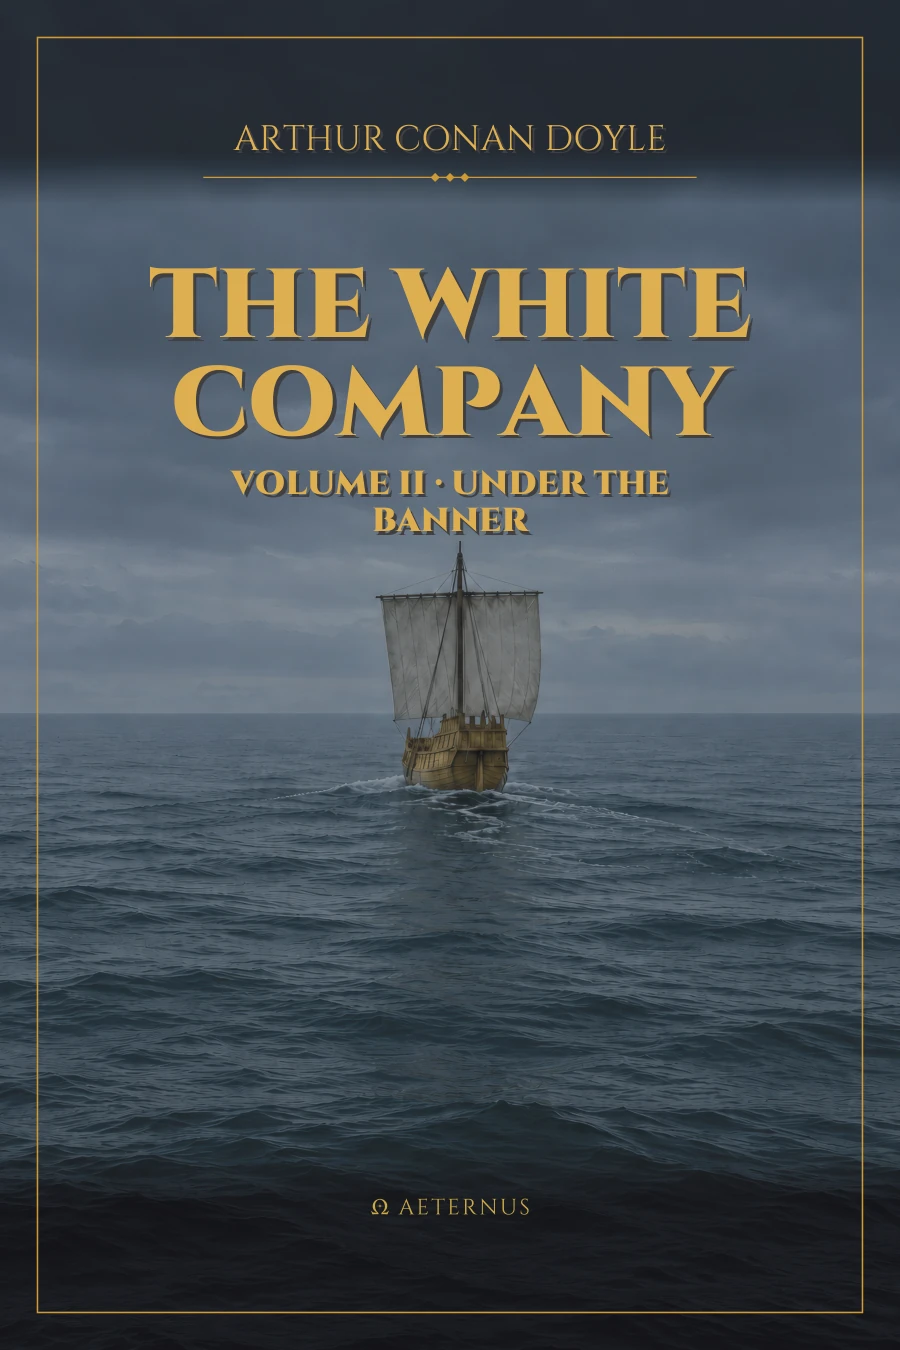 ARTHUR CONAN DOYLE
THE WHITE
COMPANY
VOLUME II · UNDER THE
BANNER
Ω AETERNUS